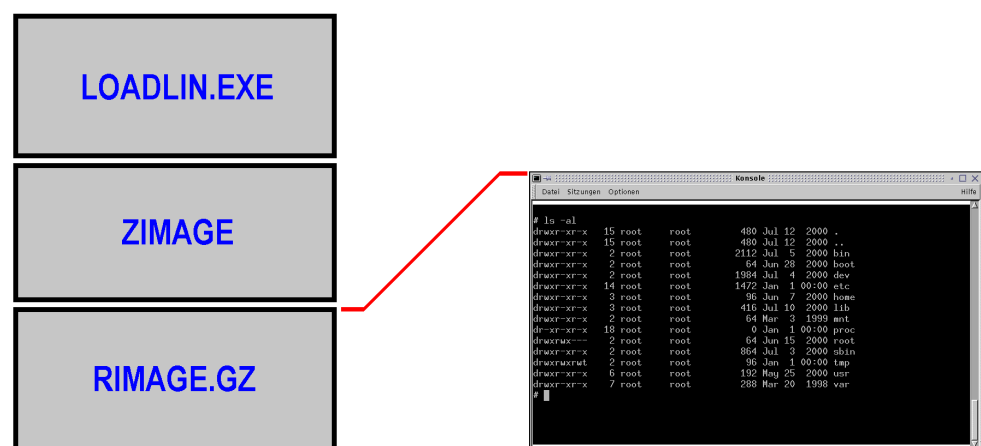 LOADLIN.EXE
ZIMAGE
RIMAGE.GZ
Konsole
Datei Sitzungen Optionen Hilfe
# ls -al
drwxr-xr-x 15 root root 480 Jul 12 2000 .
drwxr-xr-x 15 root root 480 Jul 12 2000 ..
drwxr-xr-x 2 root root 2112 Jul 5 2000 bin
drwxr-xr-x 2 root root 64 Jun 28 2000 boot
drwxr-xr-x 2 root root 1984 Jul 4 2000 dev
drwxr-xr-x 14 root root 1472 Jan 1 00:00 etc
drwxr-xr-x 3 root root 96 Jun 7 2000 home
drwxr-xr-x 3 root root 416 Jul 10 2000 lib
drwxr-xr-x 2 root root 64 Mar 3 1999 mnt
dr-xr-xr-x 18 root root 0 Jan 1 00:00 proc
drwxrwx--- 2 root root 64 Jun 15 2000 root
drwxr-xr-x 2 root root 864 Jul 3 2000 sbin
drwxrwxrwt 2 root root 96 Jan 1 00:00 tmp
drwxr-xr-x 6 root root 192 May 25 2000 usr
drwxr-xr-x 7 root root 288 Mar 20 1998 var
#